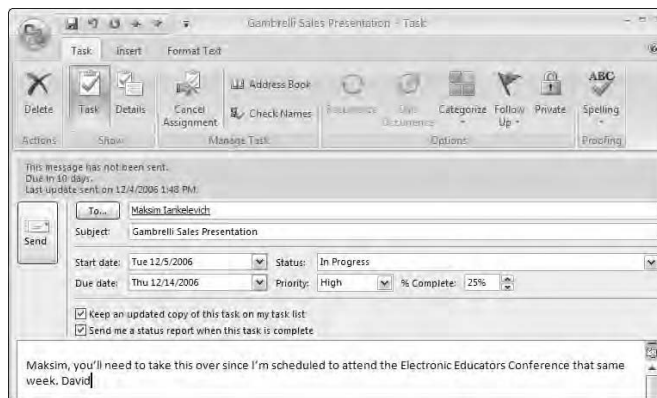 Gambrelli Sales Presentation - Task
Task Insert Format Text
Delete Task Details Cancel Assignment Address Book Check Names Recurrence Skip Occurrence Categorize Follow Up Private ABC Spelling
Actions Show Manage Task Options Proofing
This message has not been sent.
Due in 10 days.
Last update sent on 12/4/2006 1:48 PM.
Send
To... Maksim Iankelevich
Subject: Gambrelli Sales Presentation
Start date: Tue 12/5/2006 Status: In Progress
Due date: Thu 12/14/2006 Priority: High % Complete: 25%
Keep an updated copy of this task on my task list
Send me a status report when this task is complete
Maksim, you'll need to take this over since I'm scheduled to attend the Electronic Educators Conference that same
week. David